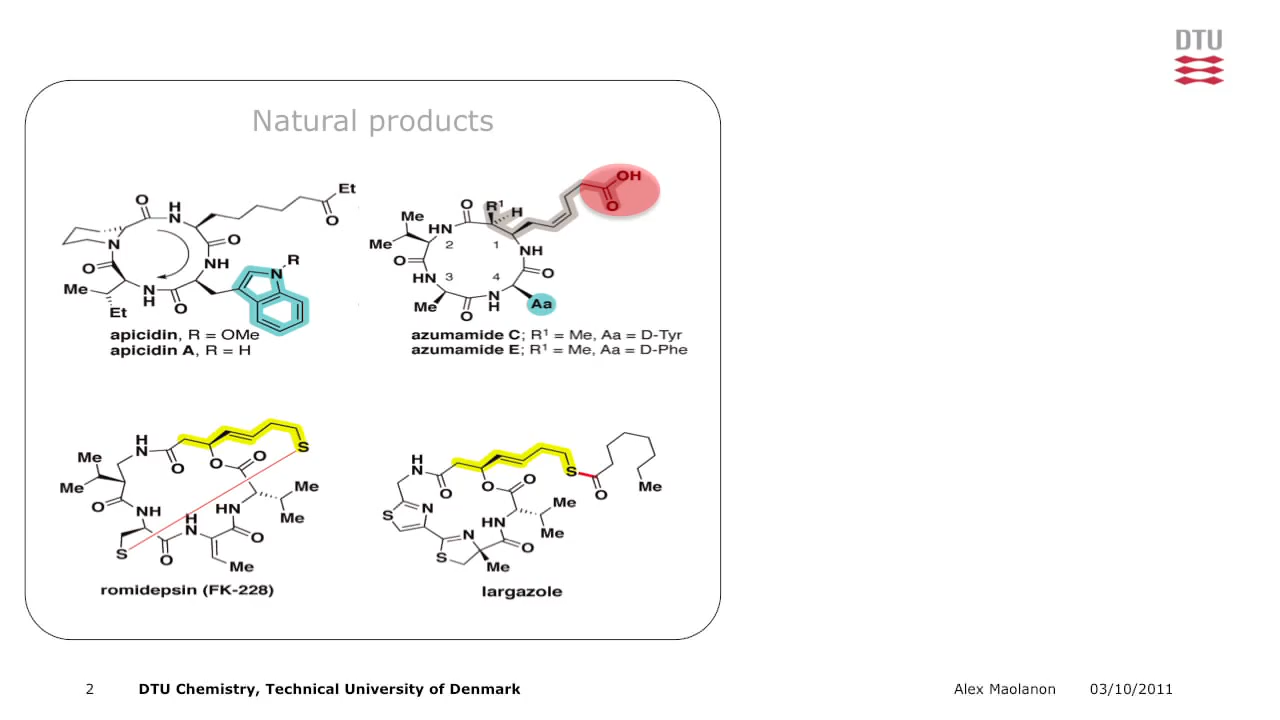 DTU
Natural products
O
H
N
Et
O
N
O
O
NH
R
N
Me
N
H
O
Et
apicidin, R = OMe
apicidin A, R = H
OH
O
R¹
H
O
Me
HN
Me
2
1
NH
O
O
HN
3
4
N
H
Aa
Me
O
azumamide C; R¹ = Me, Aa = D-Tyr
azumamide E; R¹ = Me, Aa = D-Phe
H
N
S
Me
O
O
O
Me
O
NH
HN
Me
Me
H
N
O
S
O
Me
romidepsin (FK-228)
H
N
S
O
Me
O
O
O
Me
S
N
HN
Me
N
O
S
Me
largazole
2
DTU Chemistry, Technical University of Denmark
Alex Maolanon
03/10/2011